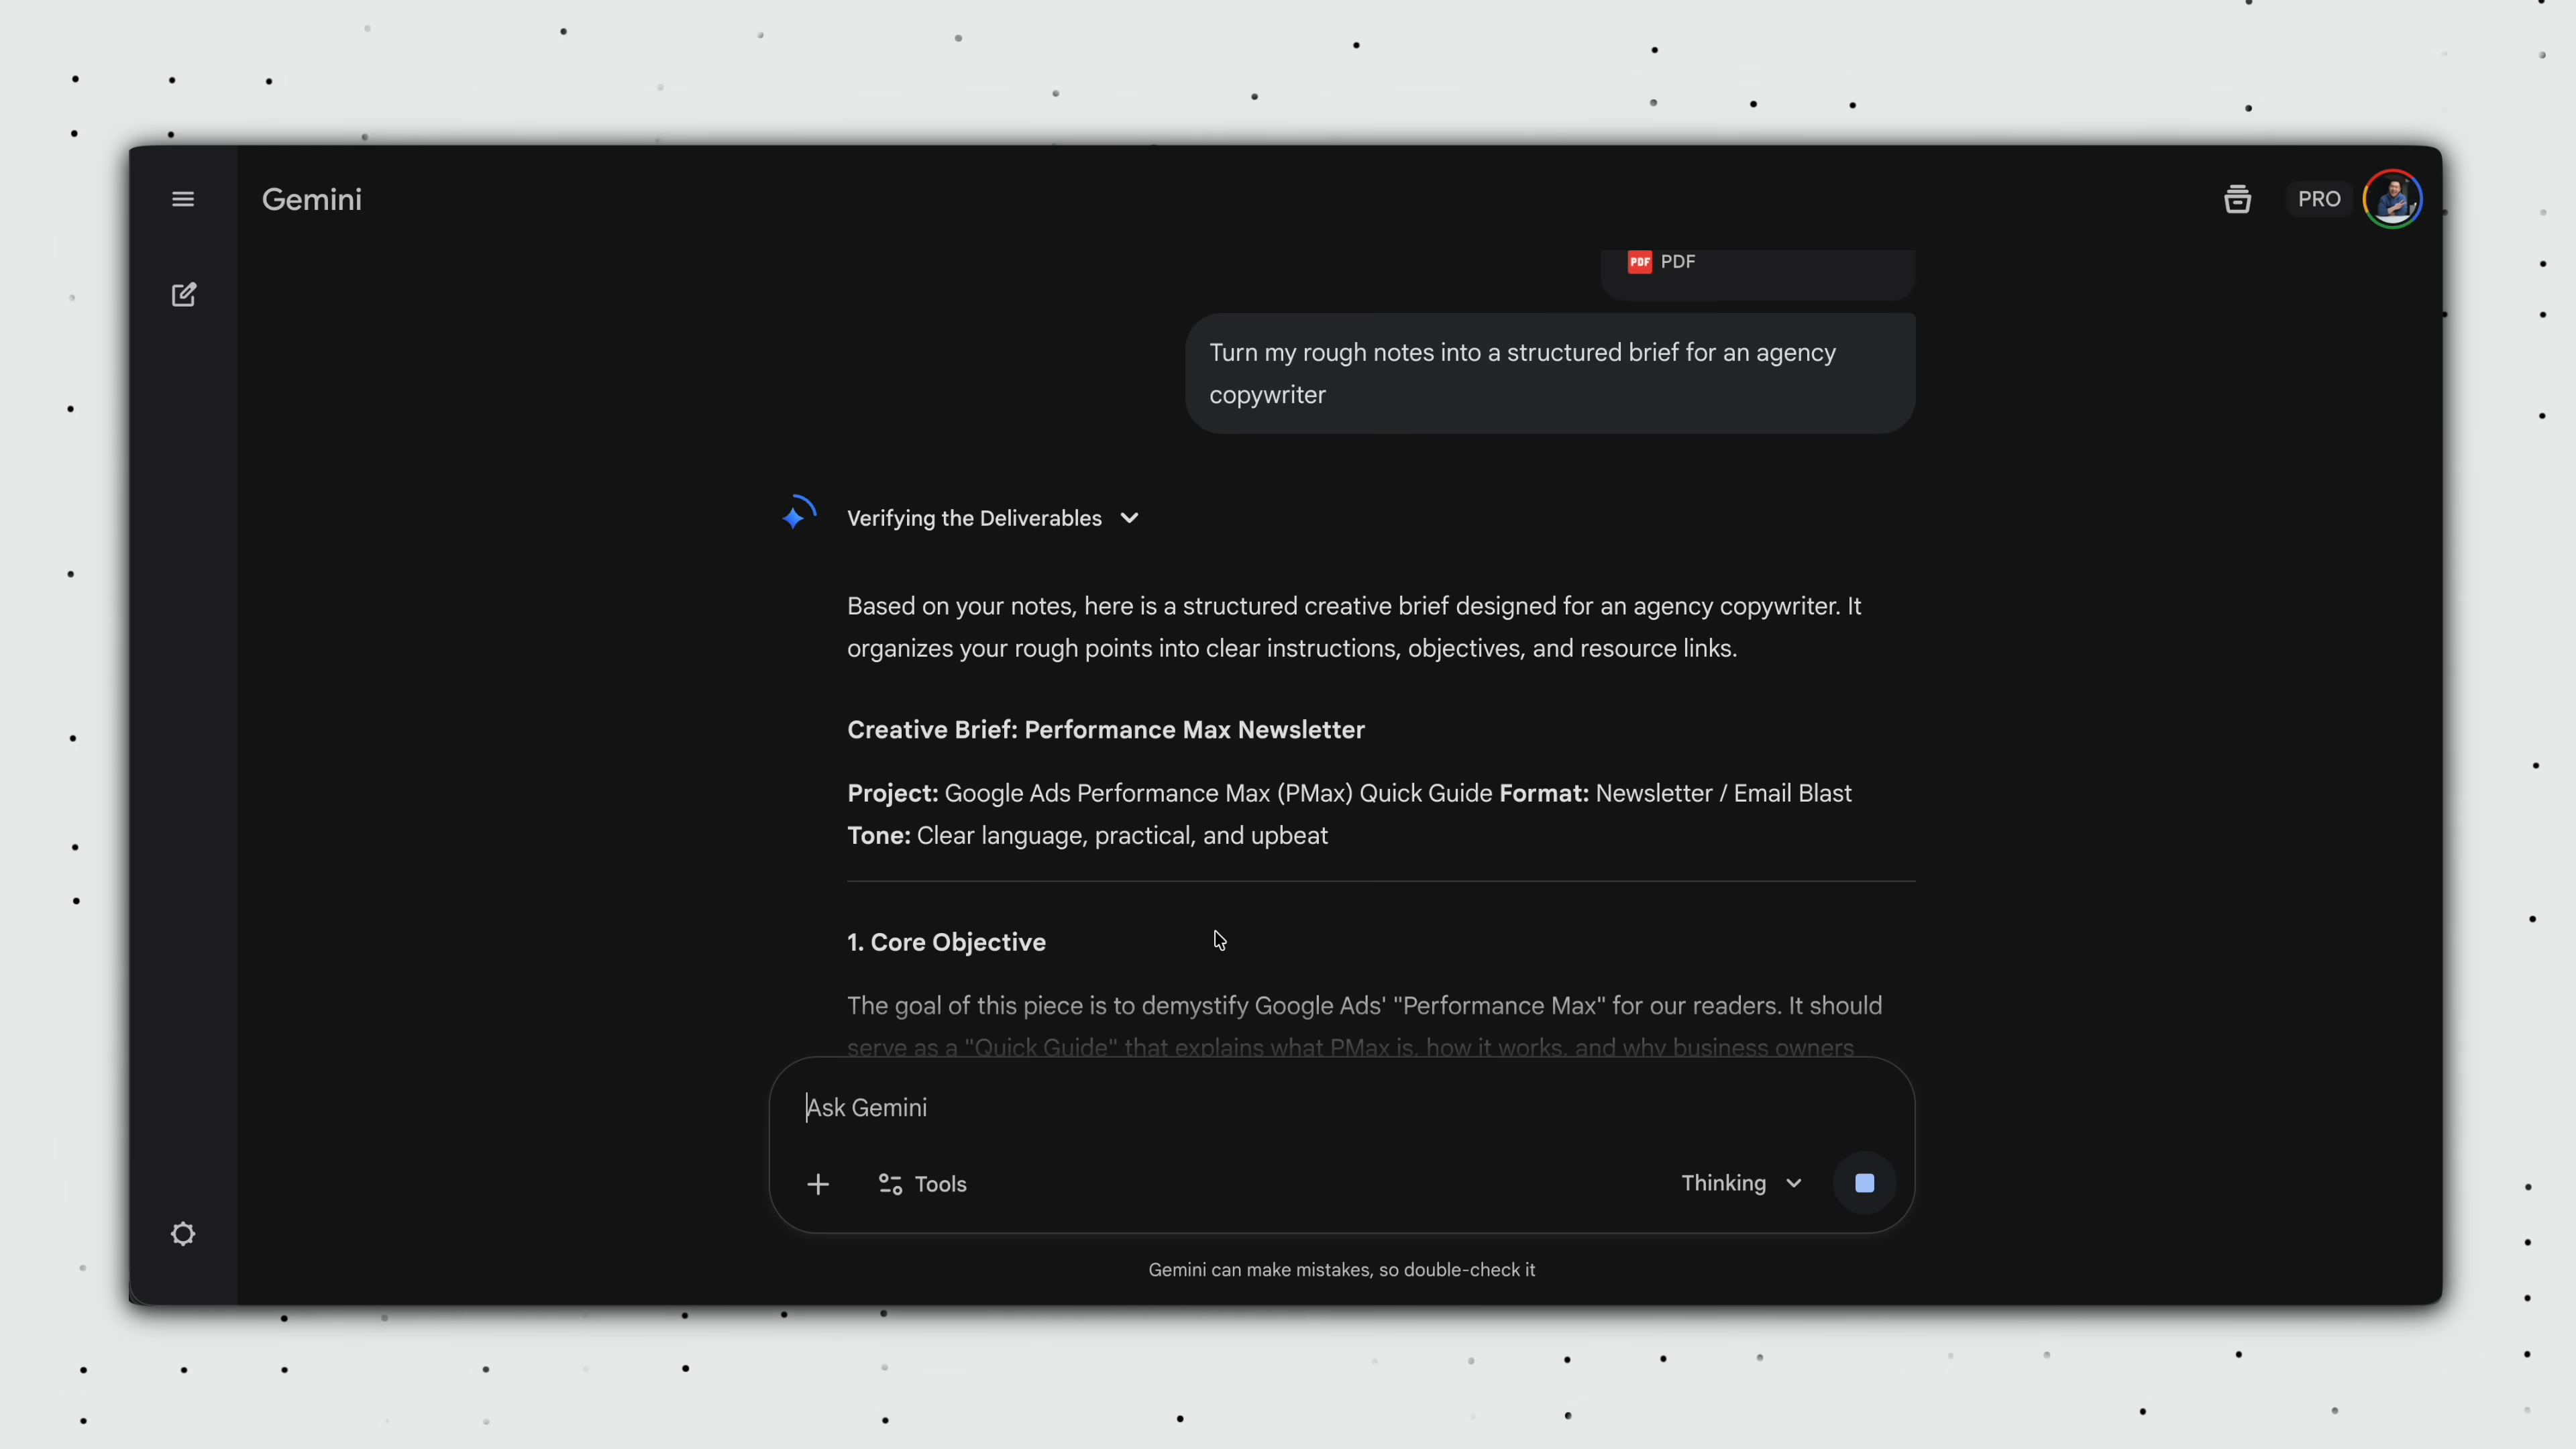 Gemini
PRO
PDF PDF
Turn my rough notes into a structured brief for an agency
copywriter
Verifying the Deliverables
Based on your notes, here is a structured creative brief designed for an agency copywriter. It
organizes your rough points into clear instructions, objectives, and resource links.
Creative Brief: Performance Max Newsletter
Project: Google Ads Performance Max (PMax) Quick Guide Format: Newsletter / Email Blast
Tone: Clear language, practical, and upbeat
1. Core Objective
The goal of this piece is to demystify Google Ads' "Performance Max" for our readers. It should
serve as a "Quick Guide" that explains what PMax is, how it works, and why business owners
Ask Gemini
Tools
Thinking
Gemini can make mistakes, so double-check it